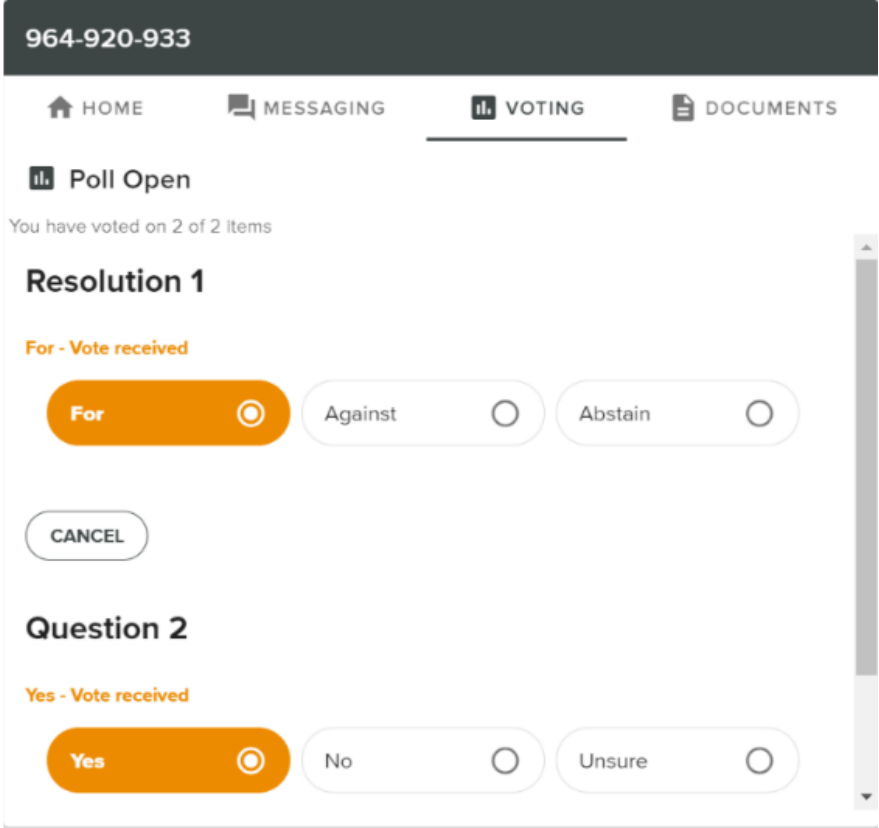 964-920-933
HOME MESSAGING VOTING DOCUMENTS
Poll Open
You have voted on 2 of 2 items
Resolution 1
For - Vote received
For Against Abstain
CANCEL
Question 2
Yes - Vote received
Yes No Unsure